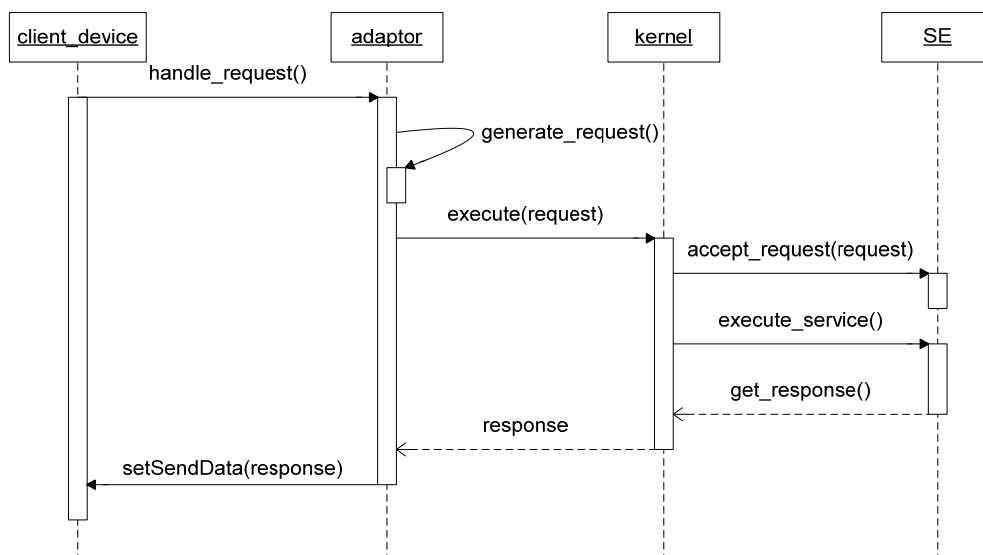 client_device
adaptor
kernel
SE
handle_request()
generate_request()
execute(request)
accept_request(request)
execute_service()
get_response()
response
setSendData(response)